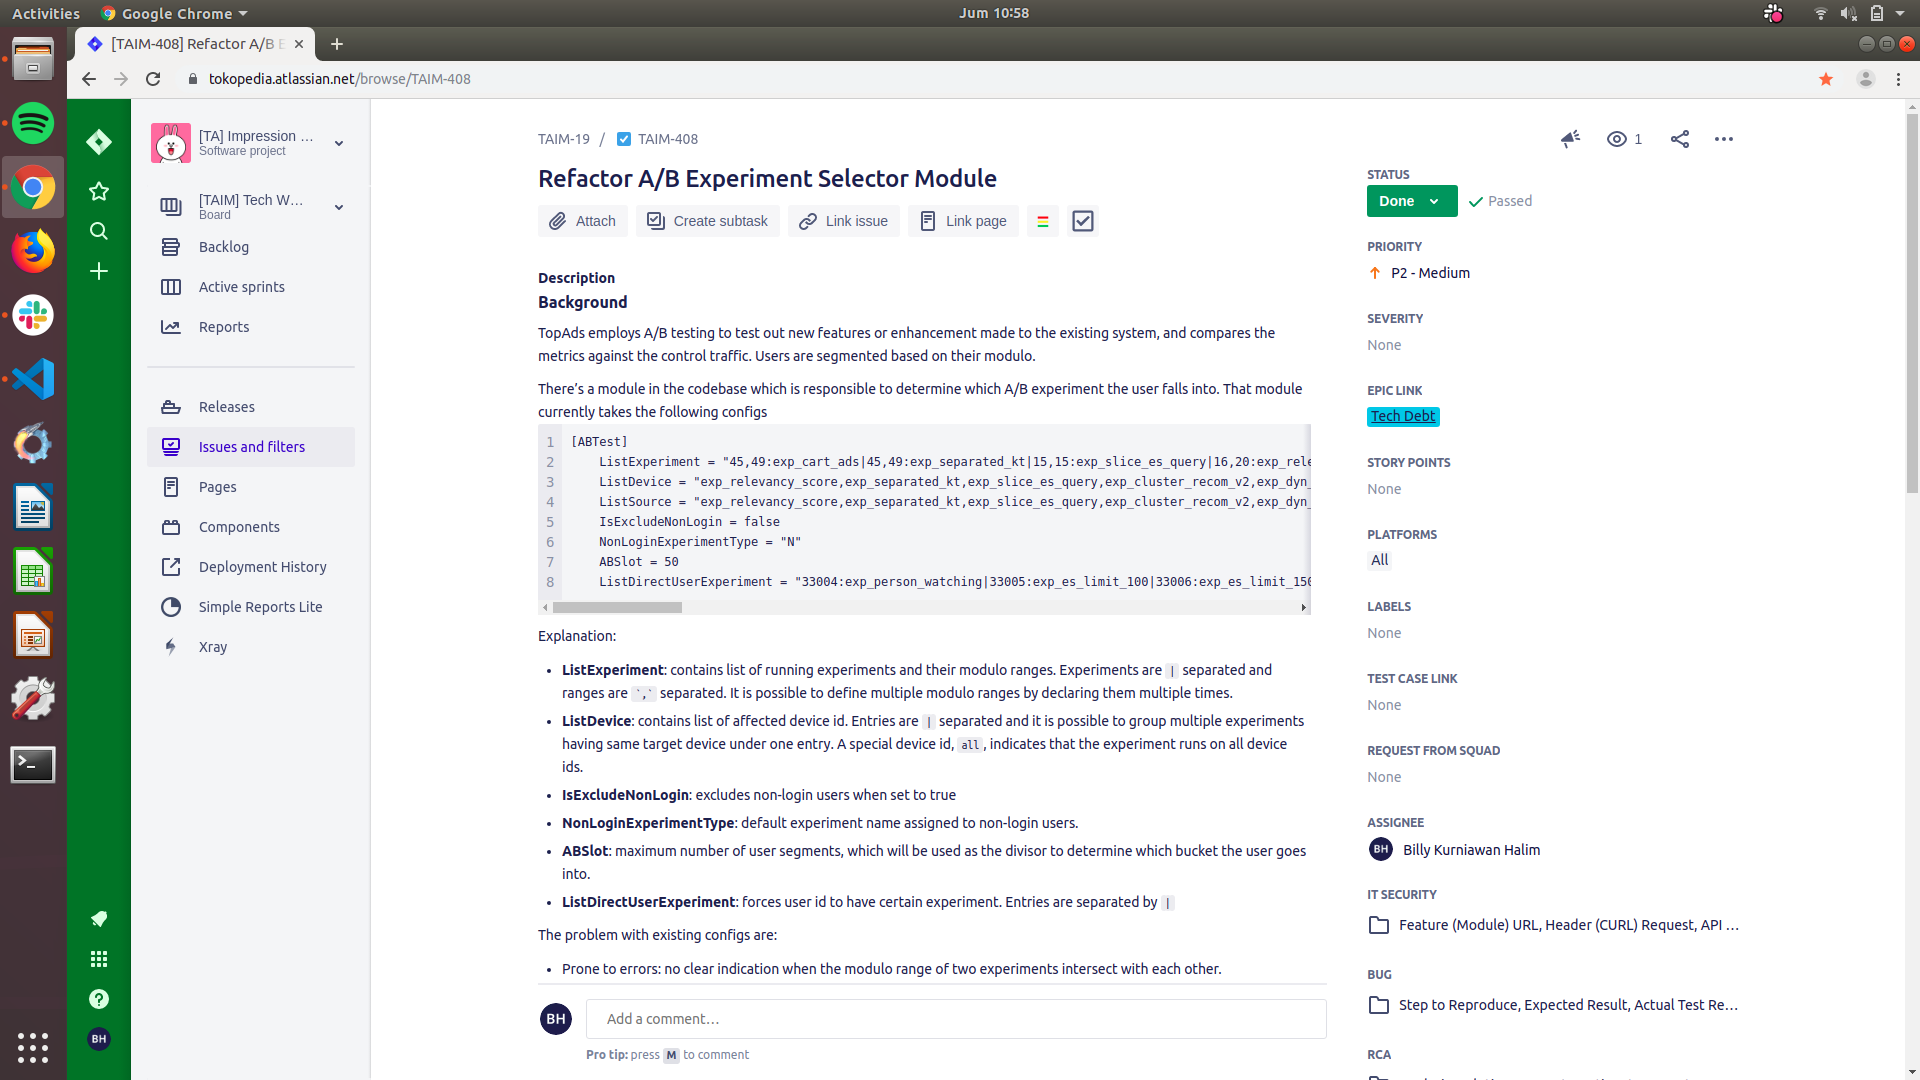 Activities
Google Chrome
Jum 10:58
[TAIM-408] Refactor A/B E
tokopedia.atlassian.net/browse/TAIM-408
[TA] Impression ...
Software project
[TAIM] Tech W...
Board
Backlog
Active sprints
Reports
Releases
Issues and filters
Pages
Components
Deployment History
Simple Reports Lite
Xray
BH
TAIM-19 / TAIM-408
1
Refactor A/B Experiment Selector Module
Attach
Create subtask
Link issue
Link page
Description
Background
TopAds employs A/B testing to test out new features or enhancement made to the existing system, and compares the
metrics against the control traffic. Users are segmented based on their modulo.
There's a module in the codebase which is responsible to determine which A/B experiment the user falls into. That module
currently takes the following configs
1 [ABTest]
2 ListExperiment = "45,49:exp_cart_ads|45,49:exp_separated_kt|15,15:exp_slice_es_query|16,20:exp_rele
3 ListDevice = "exp_relevancy_score,exp_separated_kt,exp_slice_es_query,exp_cluster_recom_v2,exp_dyn_
4 ListSource = "exp_relevancy_score,exp_separated_kt,exp_slice_es_query,exp_cluster_recom_v2,exp_dyn_
5 IsExcludeNonLogin = false
6 NonLoginExperimentType = "N"
7 ABSlot = 50
8 ListDirectUserExperiment = "33004:exp_person_watching|33005:exp_es_limit_100|33006:exp_es_limit_150
Explanation:
• ListExperiment: contains list of running experiments and their modulo ranges. Experiments are | separated and
ranges are `,` separated. It is possible to define multiple modulo ranges by declaring them multiple times.
• ListDevice: contains list of affected device id. Entries are | separated and it is possible to group multiple experiments
having same target device under one entry. A special device id, all, indicates that the experiment runs on all device
ids.
• IsExcludeNonLogin: excludes non-login users when set to true
• NonLoginExperimentType: default experiment name assigned to non-login users.
• ABSlot: maximum number of user segments, which will be used as the divisor to determine which bucket the user goes
into.
• ListDirectUserExperiment: forces user id to have certain experiment. Entries are separated by |
The problem with existing configs are:
• Prone to errors: no clear indication when the modulo range of two experiments intersect with each other.
BH
Add a comment...
Pro tip: press M to comment
STATUS
Done
Passed
PRIORITY
P2 - Medium
SEVERITY
None
EPIC LINK
Tech Debt
STORY POINTS
None
PLATFORMS
All
LABELS
None
TEST CASE LINK
None
REQUEST FROM SQUAD
None
ASSIGNEE
BH Billy Kurniawan Halim
IT SECURITY
Feature (Module) URL, Header (CURL) Request, API ...
BUG
Step to Reproduce, Expected Result, Actual Test Re...
RCA